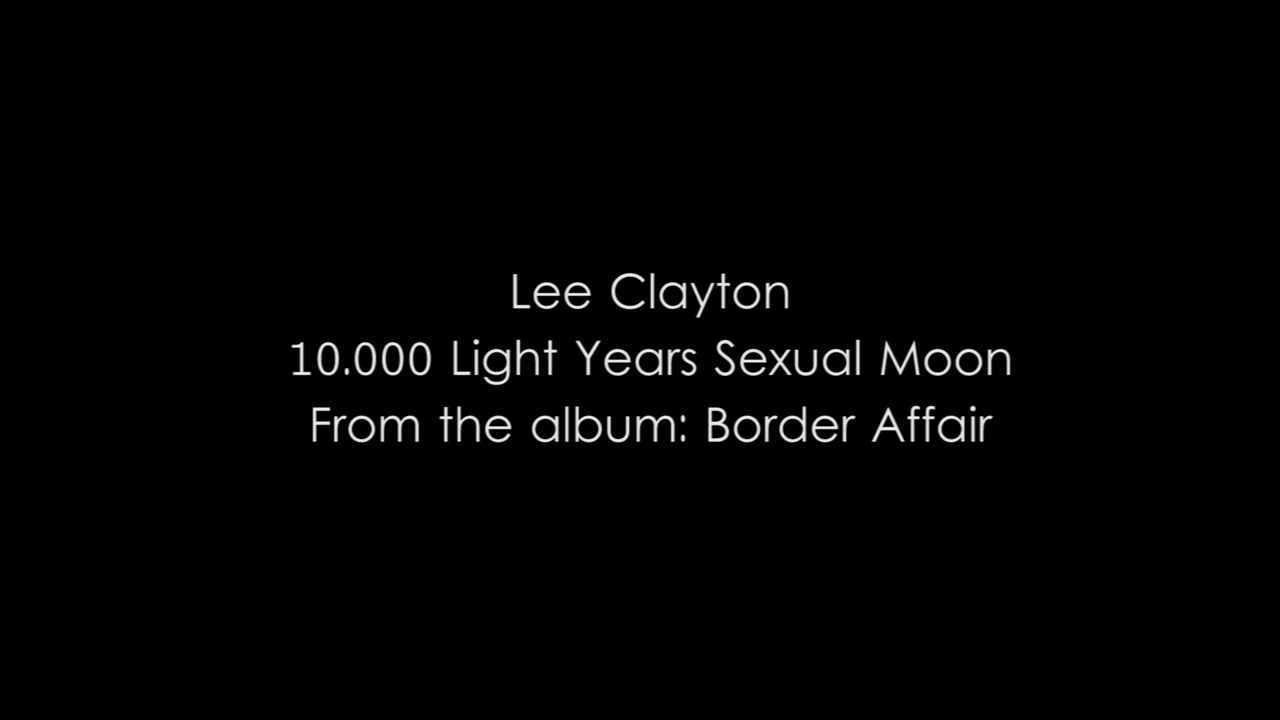 Lee Clayton
10.000 Light Years Sexual Moon
From the album: Border Affair